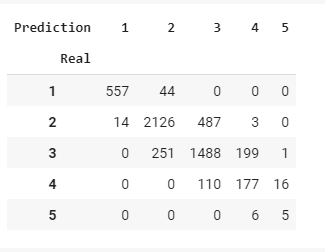 Prediction 1 2 3 4 5
Real
1 557 44 0 0 0
2 14 2126 487 3 0
3 0 251 1488 199 1
4 0 0 110 177 16
5 0 0 0 6 5